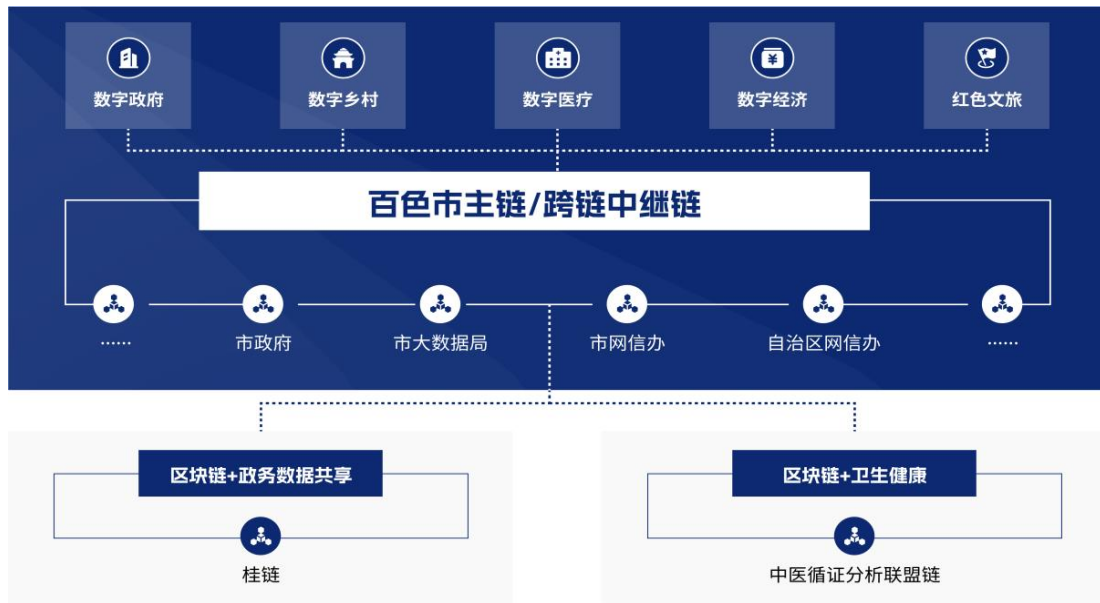 数字政府
数字乡村
数字医疗
数字经济
红色文旅
百色市主链/跨链中继链
……
市政府
市大数据局
市网信办
自治区网信办
……
区块链+政务数据共享
桂链
区块链+卫生健康
中医循证分析联盟链